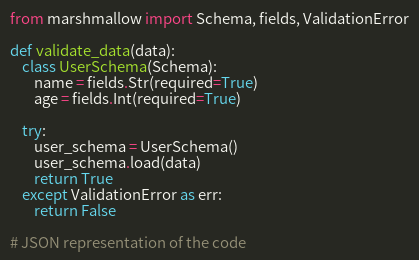 from marshmallow import Schema, fields, ValidationError

def validate_data(data):
    class UserSchema(Schema):
        name = fields.Str(required=True)
        age = fields.Int(required=True)

    try:
        user_schema = UserSchema()
        user_schema.load(data)
        return True
    except ValidationError as err:
        return False

# JSON representation of the code